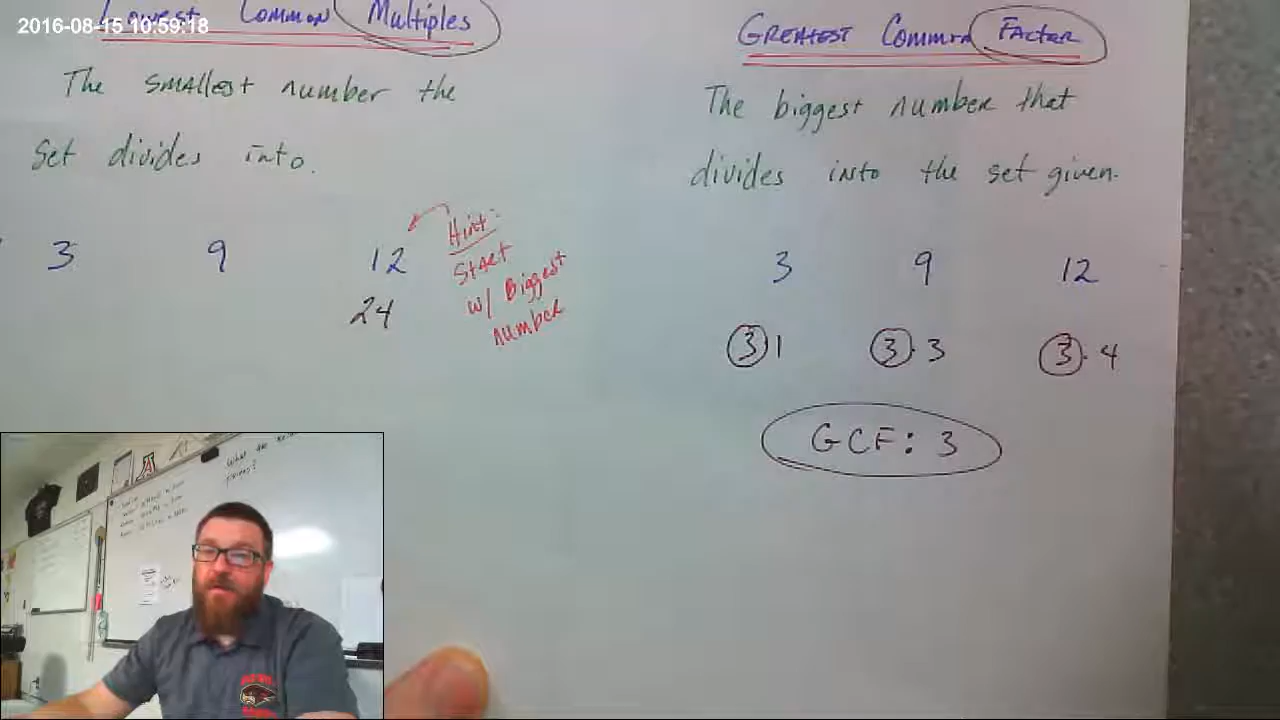 2016-08-15 10:59:18
Lowest Common Multiples
The smallest number the
set divides into.
3 9 12
24
Hint:
Start
w/ Biggest
number
Greatest Common Factor
The biggest number that
divides into the set given.
3 9 12
3 1 3 · 3 3 · 4
GCF: 3
What are